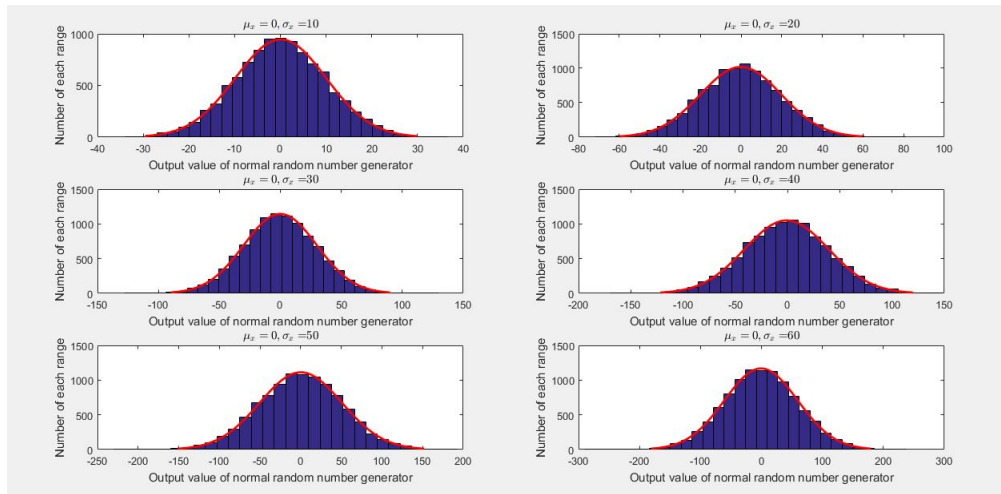 μₓ = 0, σₓ =10
1000
500
0
-40 -30 -20 -10 0 10 20 30 40
Number of each range
Output value of normal random number generator
μₓ = 0, σₓ =20
1500
1000
500
0
-80 -60 -40 -20 0 20 40 60 80 100
Number of each range
Output value of normal random number generator
μₓ = 0, σₓ =30
1500
1000
500
0
-150 -100 -50 0 50 100 150
Number of each range
Output value of normal random number generator
μₓ = 0, σₓ =40
1500
1000
500
0
-200 -150 -100 -50 0 50 100 150
Number of each range
Output value of normal random number generator
μₓ = 0, σₓ =50
1500
1000
500
0
-250 -200 -150 -100 -50 0 50 100 150 200
Number of each range
Output value of normal random number generator
μₓ = 0, σₓ =60
1500
1000
500
0
-300 -200 -100 0 100 200 300
Number of each range
Output value of normal random number generator